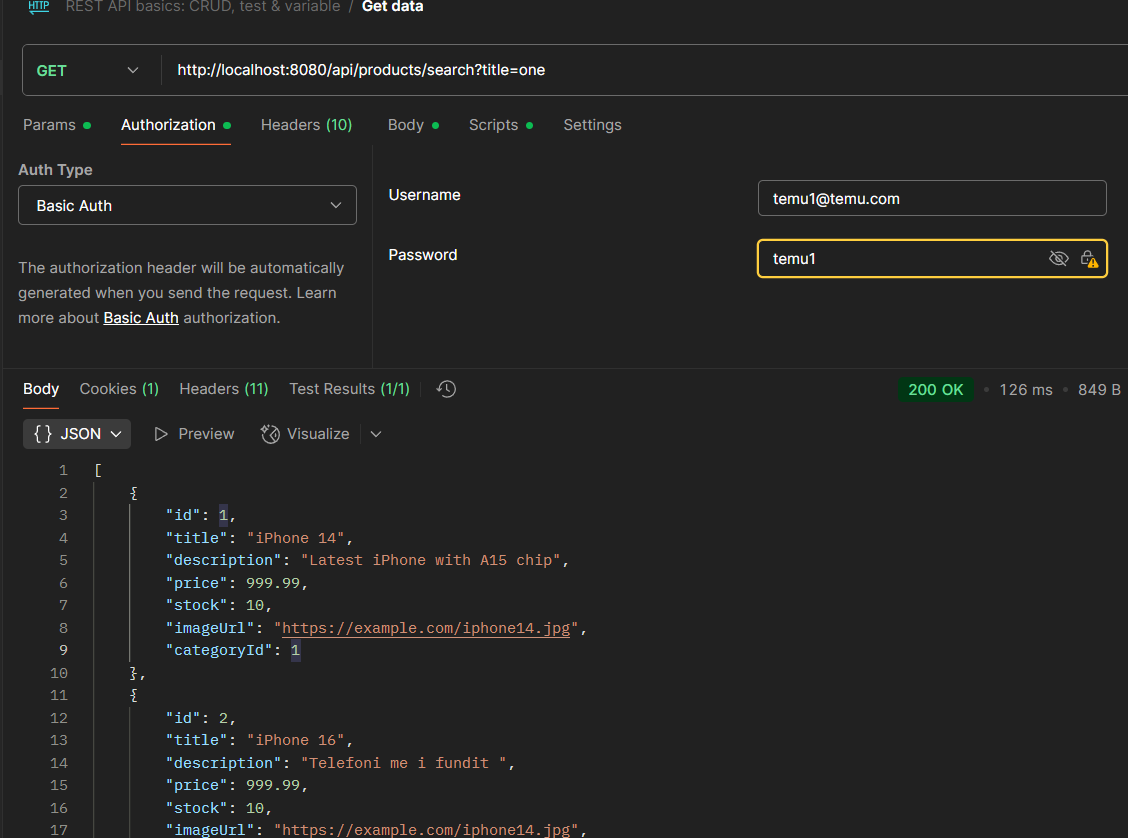 HTTP REST API basics: CRUD, test & variable / Get data
GET http://localhost:8080/api/products/search?title=one
Params Authorization Headers (10) Body Scripts Settings
Auth Type
Basic Auth
The authorization header will be automatically
generated when you send the request. Learn
more about Basic Auth authorization.
Username temu1@temu.com
Password temu1
Body Cookies (1) Headers (11) Test Results (1/1) 200 OK • 126 ms • 849 B
{} JSON Preview Visualize
1 [
2 {
3 "id": 1,
4 "title": "iPhone 14",
5 "description": "Latest iPhone with A15 chip",
6 "price": 999.99,
7 "stock": 10,
8 "imageUrl": "https://example.com/iphone14.jpg",
9 "categoryId": 1
10 },
11 {
12 "id": 2,
13 "title": "iPhone 16",
14 "description": "Telefoni me i fundit ",
15 "price": 999.99,
16 "stock": 10,
17 "imageUrl": "https://example.com/iphone14.jpg",